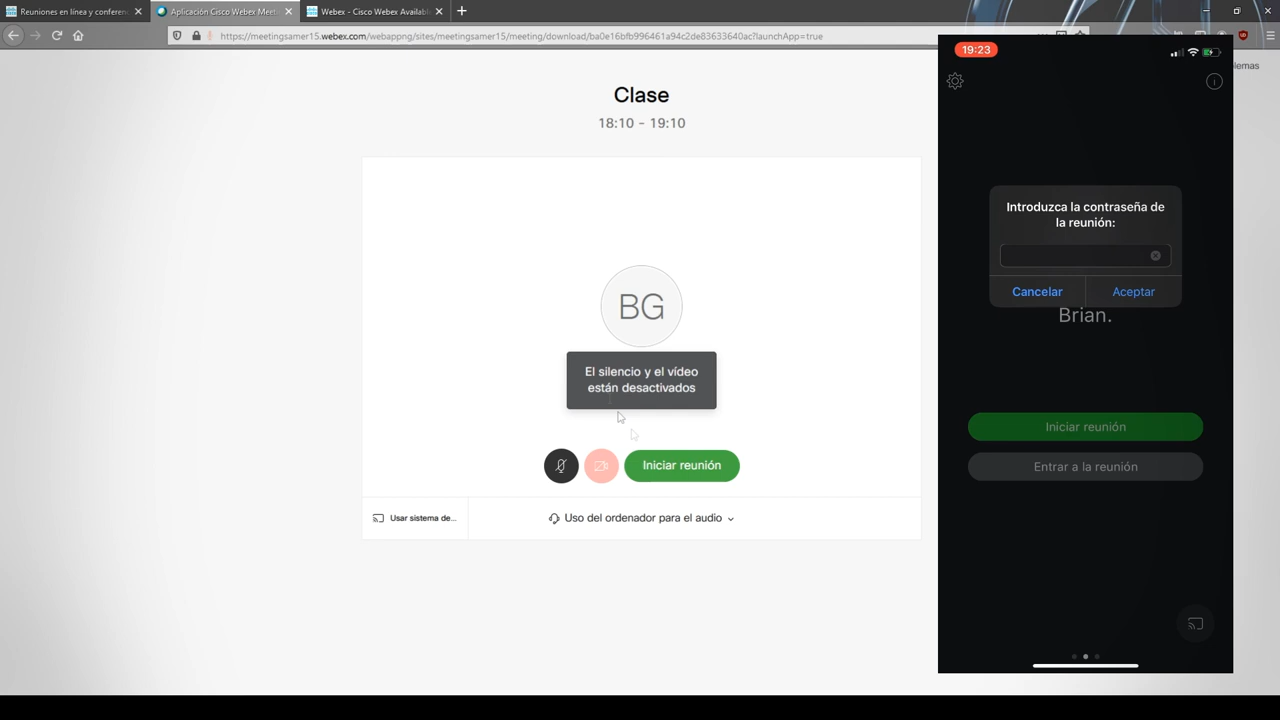 Reuniones en línea y conferen
Aplicación Cisco Webex Meeti
Webex - Cisco Webex Availabl
https://meetingsamer15.webex.com/webappng/sites/meetingsamer15/meeting/download/ba0e16bfb996461a94c2de83633640ac?launchApp=true
lemas
Clase
18:10 - 19:10
BG
El silencio y el vídeo
están desactivados
Iniciar reunión
Usar sistema de...
Uso del ordenador para el audio
19:23
Introduzca la contraseña de
la reunión:
Cancelar
Aceptar
Brian.
Iniciar reunión
Entrar a la reunión